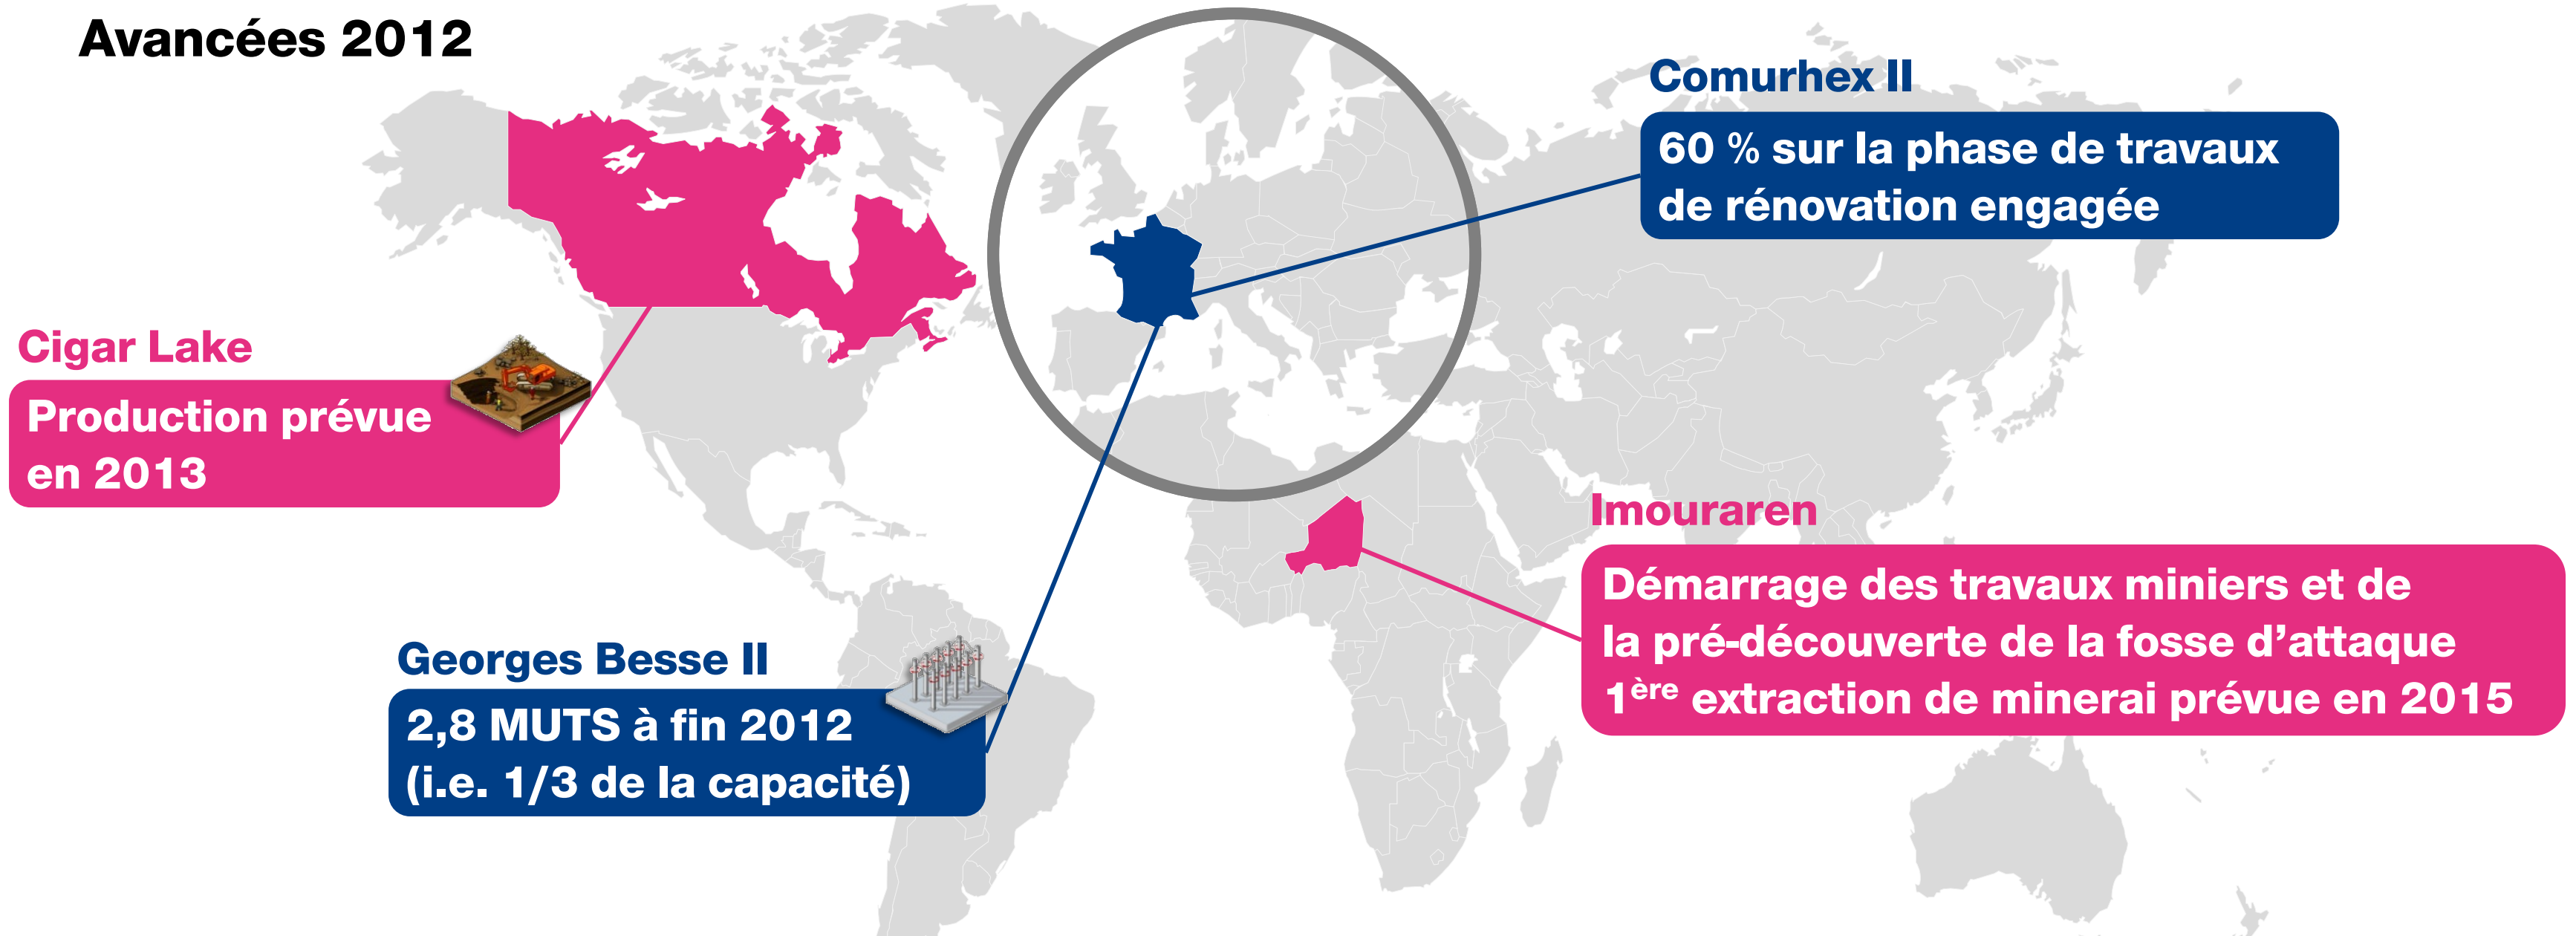 Avancées 2012
Comurhex II
60 % sur la phase de travaux
de rénovation engagée
Cigar Lake
Production prévue
en 2013
Imouraren
Démarrage des travaux miniers et de
la pré-découverte de la fosse d’attaque
1ère extraction de minerai prévue en 2015
Georges Besse II
2,8 MUTS à fin 2012
(i.e. 1/3 de la capacité)